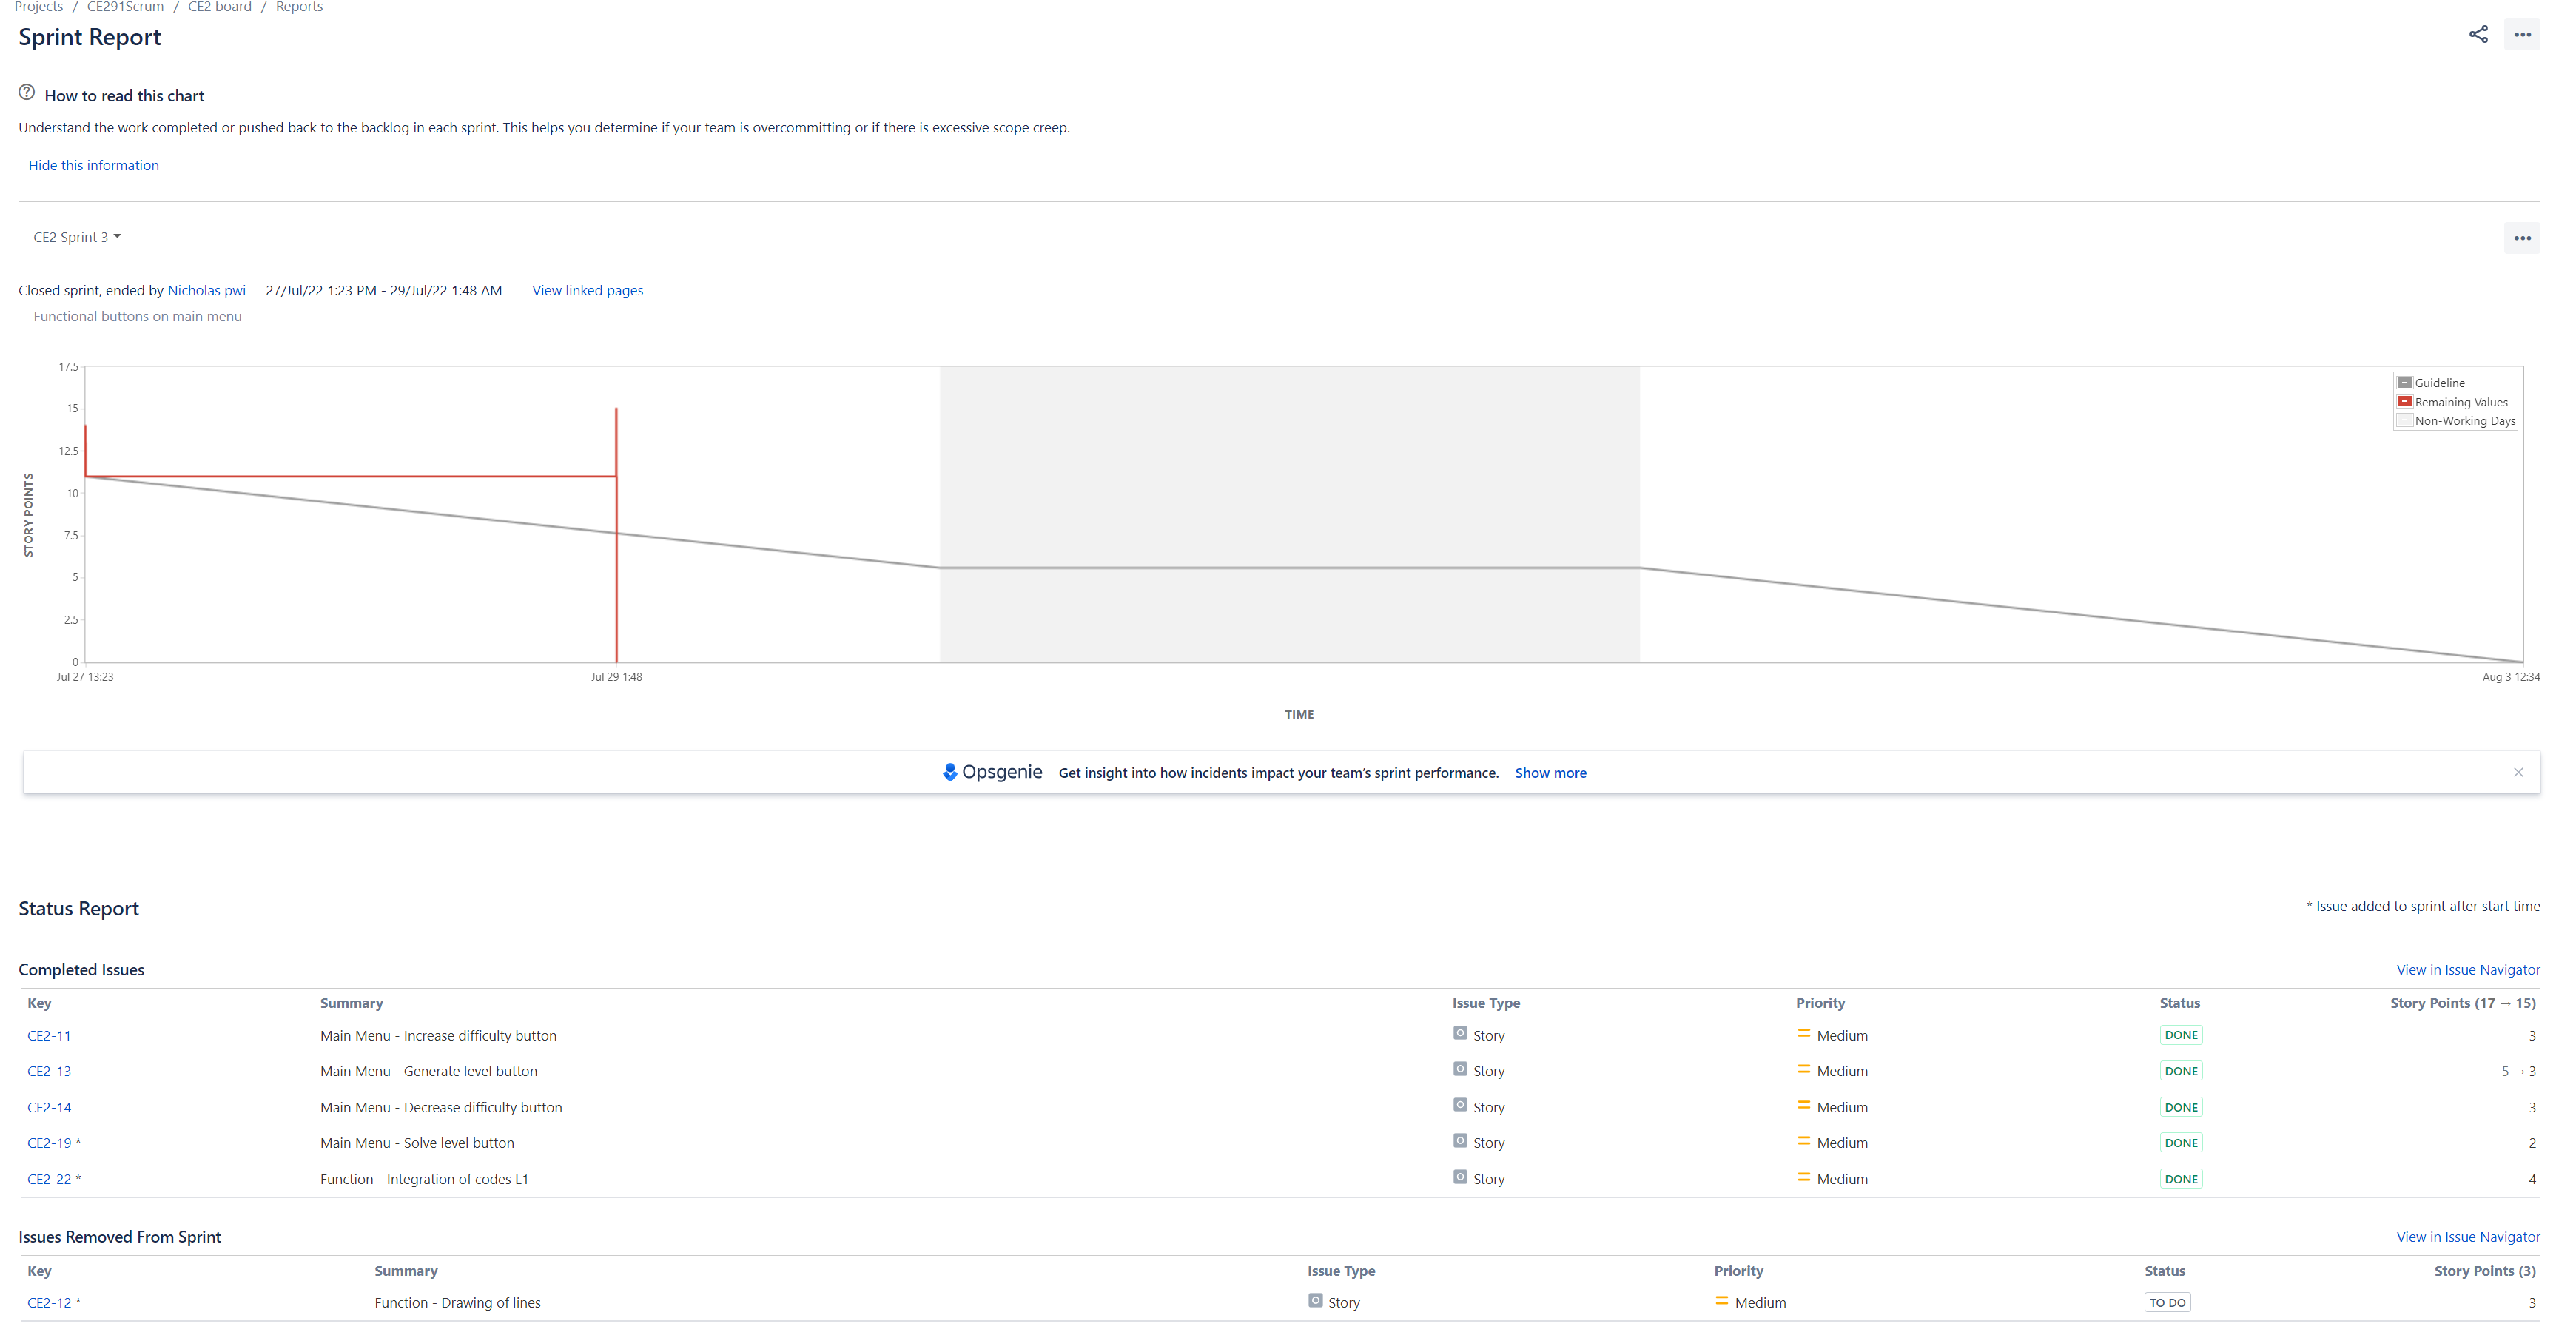 Projects / CE291Scrum / CE2 board / Reports
Sprint Report
How to read this chart
Understand the work completed or pushed back to the backlog in each sprint. This helps you determine if your team is overcommitting or if there is excessive scope creep.
Hide this information
CE2 Sprint 3
Closed sprint, ended by Nicholas pwi 27/Jul/22 1:23 PM - 29/Jul/22 1:48 AM View linked pages
Functional buttons on main menu
STORY POINTS
17.5
15
12.5
10
7.5
5
2.5
0
Guideline
Remaining Values
Non-Working Days
Jul 27 13:23 Jul 29 1:48 Aug 3 12:34
TIME
Opsgenie Get insight into how incidents impact your team's sprint performance. Show more
Status Report * Issue added to sprint after start time
Completed Issues View in Issue Navigator
Key Summary Issue Type Priority Status Story Points (17 → 15)
CE2-11 Main Menu - Increase difficulty button Story Medium DONE 3
CE2-13 Main Menu - Generate level button Story Medium DONE 5 → 3
CE2-14 Main Menu - Decrease difficulty button Story Medium DONE 3
CE2-19 * Main Menu - Solve level button Story Medium DONE 2
CE2-22 * Function - Integration of codes L1 Story Medium DONE 4
Issues Removed From Sprint View in Issue Navigator
Key Summary Issue Type Priority Status Story Points (3)
CE2-12 * Function - Drawing of lines Story Medium TO DO 3